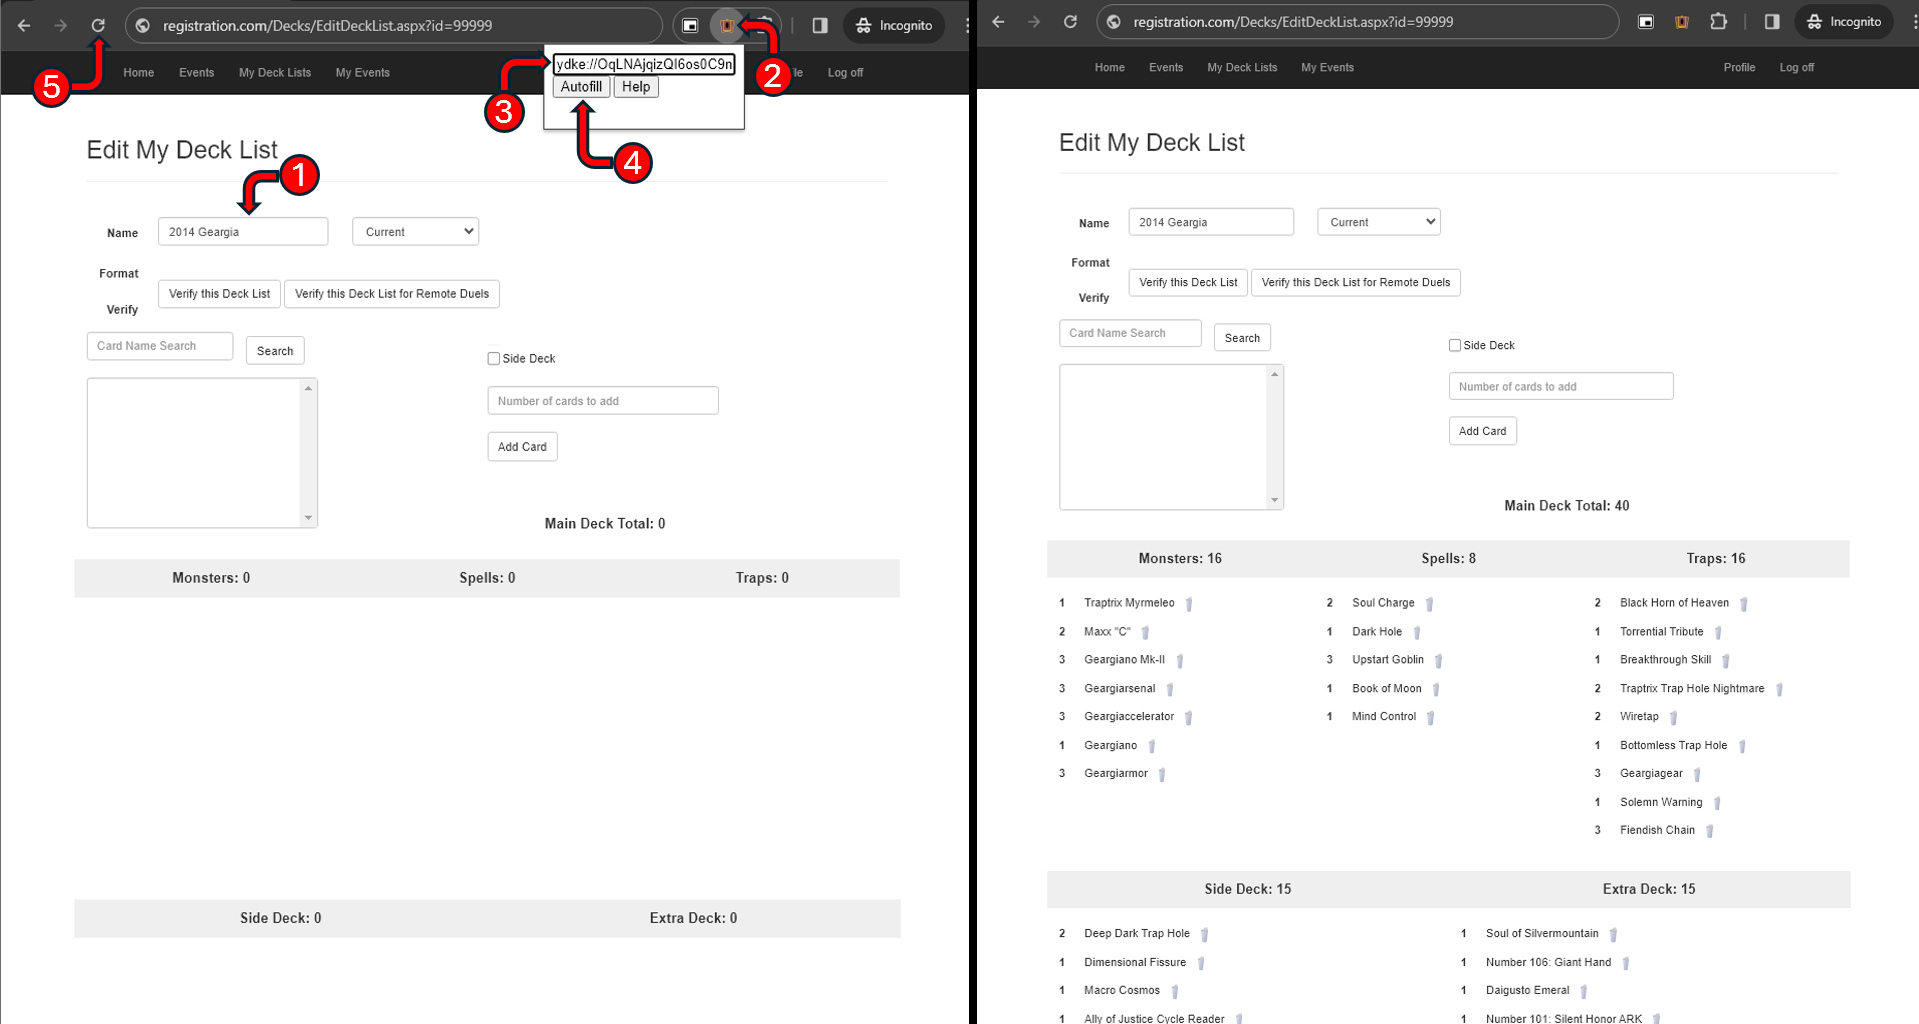 registration.com/Decks/EditDeckList.aspx?id=99999
Incognito
2
5
Home Events My Deck Lists My Events
Log off
3
ydke://OqLNAjqizQI6os0C9n
Autofill Help
4
Edit My Deck List
1
Name 2014 Geargia Current
Format
Verify this Deck List Verify this Deck List for Remote Duels
Verify
Card Name Search Search
Side Deck
Number of cards to add
Add Card
Main Deck Total: 0
Monsters: 0 Spells: 0 Traps: 0
Side Deck: 0 Extra Deck: 0
registration.com/Decks/EditDeckList.aspx?id=99999
Incognito
Home Events My Deck Lists My Events Profile Log off
Edit My Deck List
Name 2014 Geargia Current
Format
Verify this Deck List Verify this Deck List for Remote Duels
Verify
Card Name Search Search
Side Deck
Number of cards to add
Add Card
Main Deck Total: 40
Monsters: 16 Spells: 8 Traps: 16
1 Traptrix Myrmeleo 2 Soul Charge 2 Black Horn of Heaven
2 Maxx "C" 1 Dark Hole 1 Torrential Tribute
3 Geargiano Mk-II 3 Upstart Goblin 1 Breakthrough Skill
3 Geargiarsenal 1 Book of Moon 2 Traptrix Trap Hole Nightmare
3 Geargiaccelerator 1 Mind Control 2 Wiretap
1 Geargiano 1 Bottomless Trap Hole
3 Geargiarmor 3 Geargiagear
1 Solemn Warning
3 Fiendish Chain
Side Deck: 15 Extra Deck: 15
2 Deep Dark Trap Hole 1 Soul of Silvermountain
1 Dimensional Fissure 1 Number 106: Giant Hand
1 Macro Cosmos 1 Daigusto Emeral
1 Ally of Justice Cycle Reader 1 Number 101: Silent Honor ARK